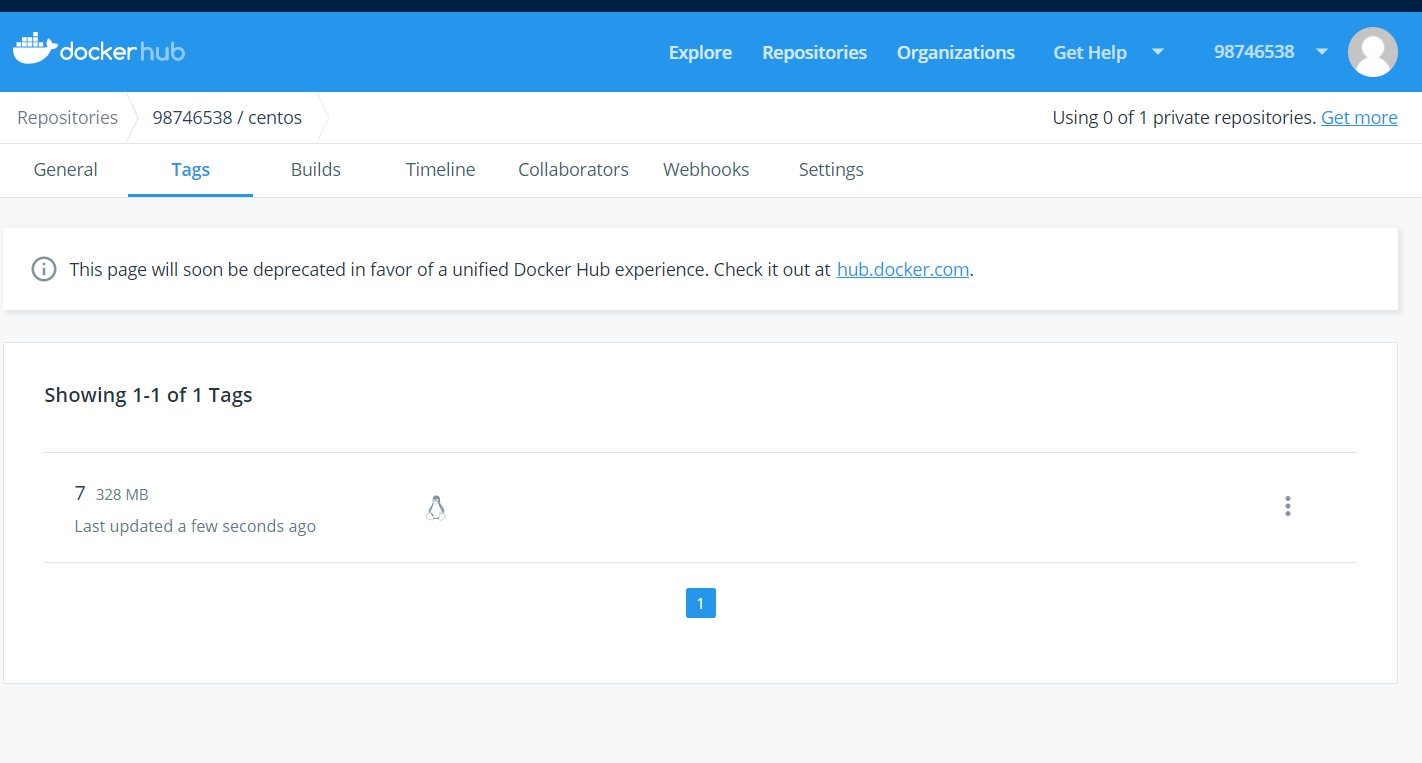 dockerhub Explore Repositories Organizations Get Help 98746538
Repositories 98746538 / centos Using 0 of 1 private repositories. Get more
General Tags Builds Timeline Collaborators Webhooks Settings
This page will soon be deprecated in favor of a unified Docker Hub experience. Check it out at hub.docker.com.
Showing 1-1 of 1 Tags
7 328 MB
Last updated a few seconds ago
1